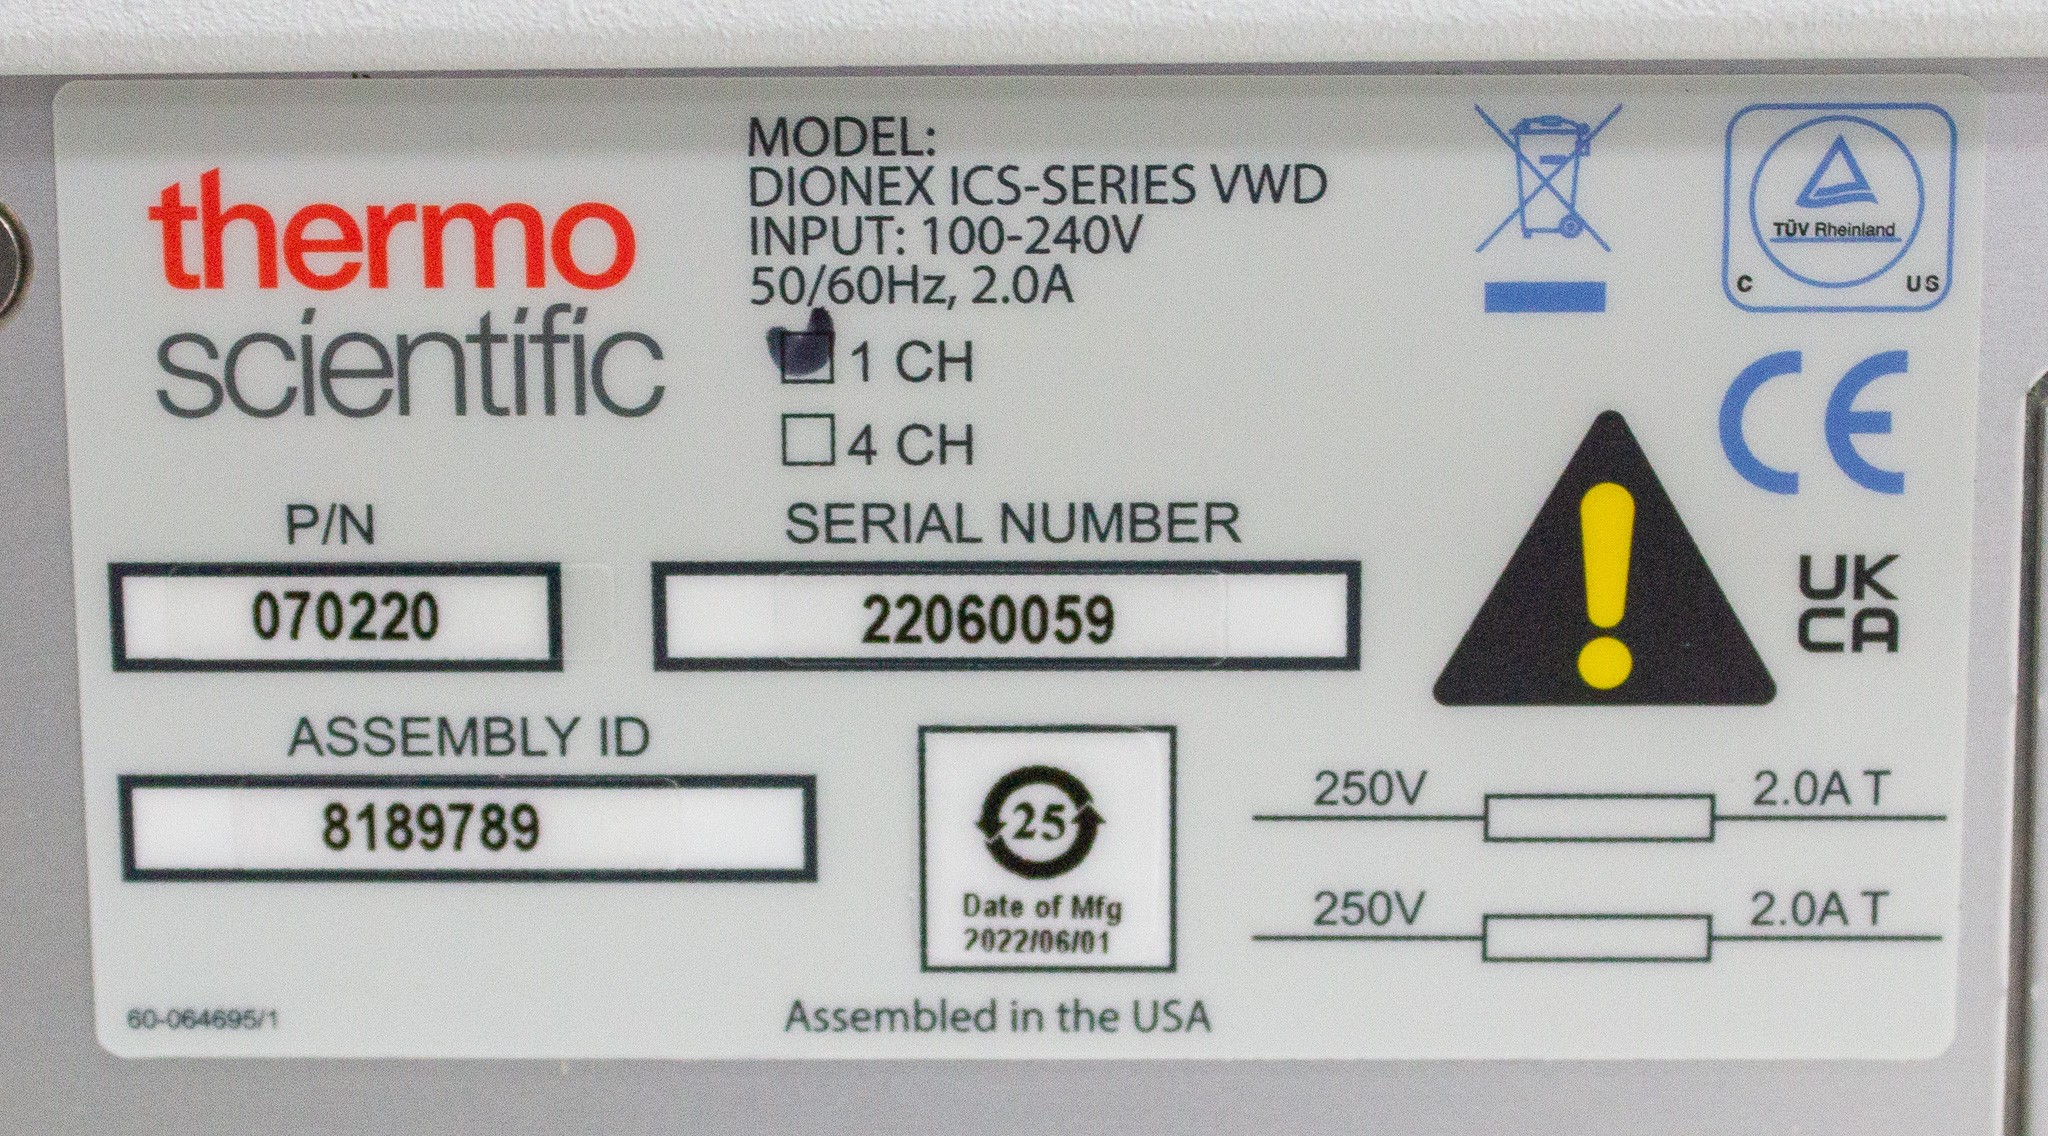 thermo
scientific
MODEL:
DIONEX ICS-SERIES VWD
INPUT: 100-240V
50/60Hz, 2.0A
1 CH
4 CH
TÜV Rheinland
C US
CE
UK
CA
P/N
070220
SERIAL NUMBER
22060059
ASSEMBLY ID
8189789
25
Date of Mfg
2022/06/01
Assembled in the USA
250V 2.0A T
250V 2.0A T
60-064695/1